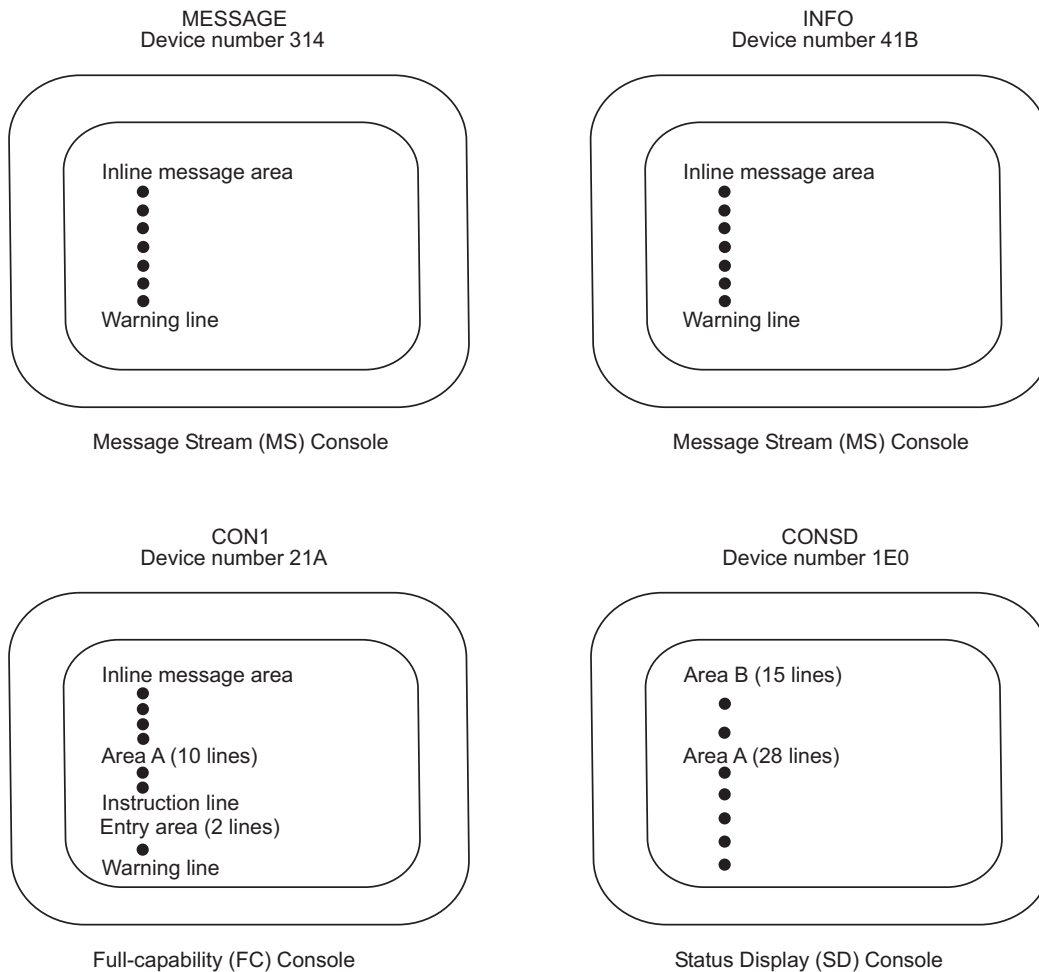 MESSAGE
Device number 314
Inline message area
Warning line
Message Stream (MS) Console
INFO
Device number 41B
Inline message area
Warning line
Message Stream (MS) Console
CON1
Device number 21A
Inline message area
Area A (10 lines)
Instruction line
Entry area (2 lines)
Warning line
Full-capability (FC) Console
CONSD
Device number 1E0
Area B (15 lines)
Area A (28 lines)
Status Display (SD) Console